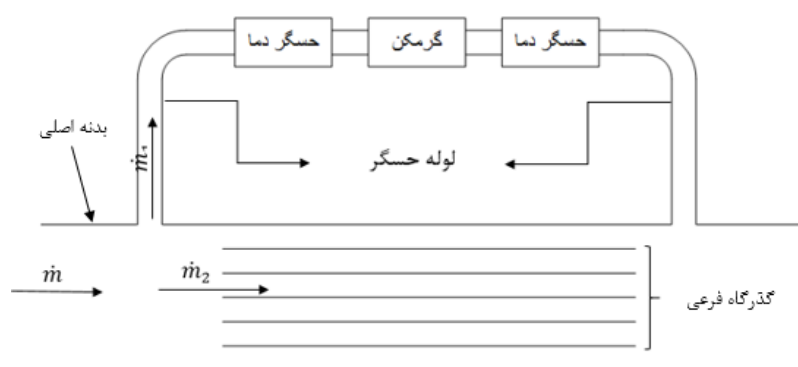 حسگر دما
گرمکن
حسگر دما
بدنه اصلی
ṁ₁
لوله حسگر
ṁ
ṁ₂
گذرگاه فرعی